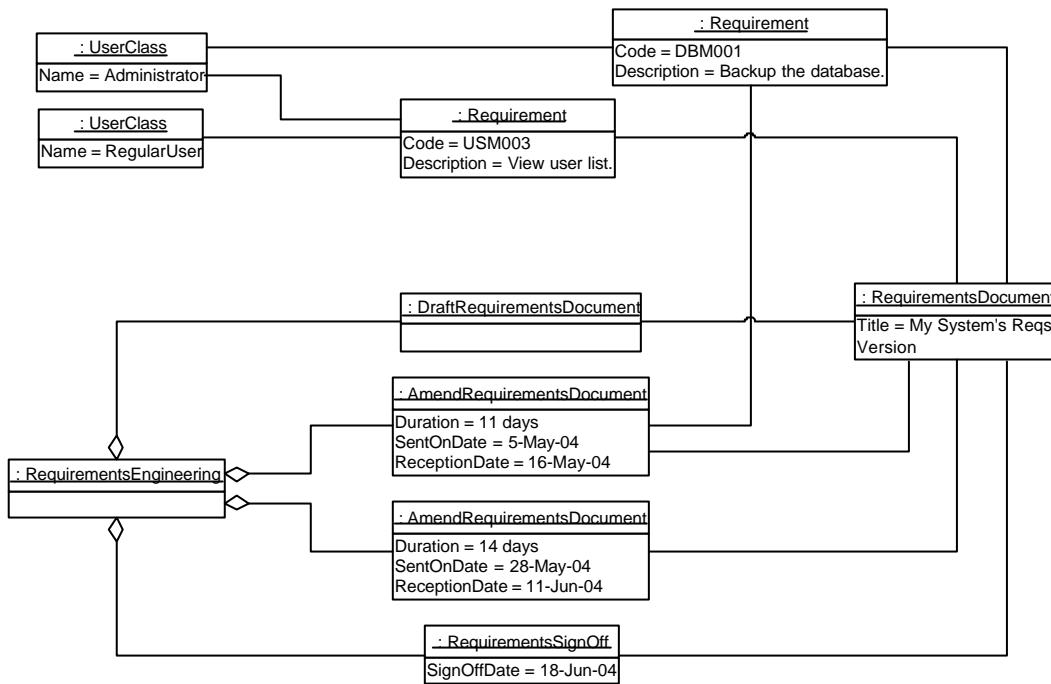 : Requirement
Code = DBM001
Description = Backup the database.
: UserClass
Name = Administrator
: UserClass
Name = RegularUser
: Requirement
Code = USM003
Description = View user list.
: DraftRequirementsDocument
: RequirementsDocument
Title = My System's Reqs
Version
: AmendRequirementsDocument
Duration = 11 days
SentOnDate = 5-May-04
ReceptionDate = 16-May-04
: RequirementsEngineering
: AmendRequirementsDocument
Duration = 14 days
SentOnDate = 28-May-04
ReceptionDate = 11-Jun-04
: RequirementsSignOff
SignOffDate = 18-Jun-04